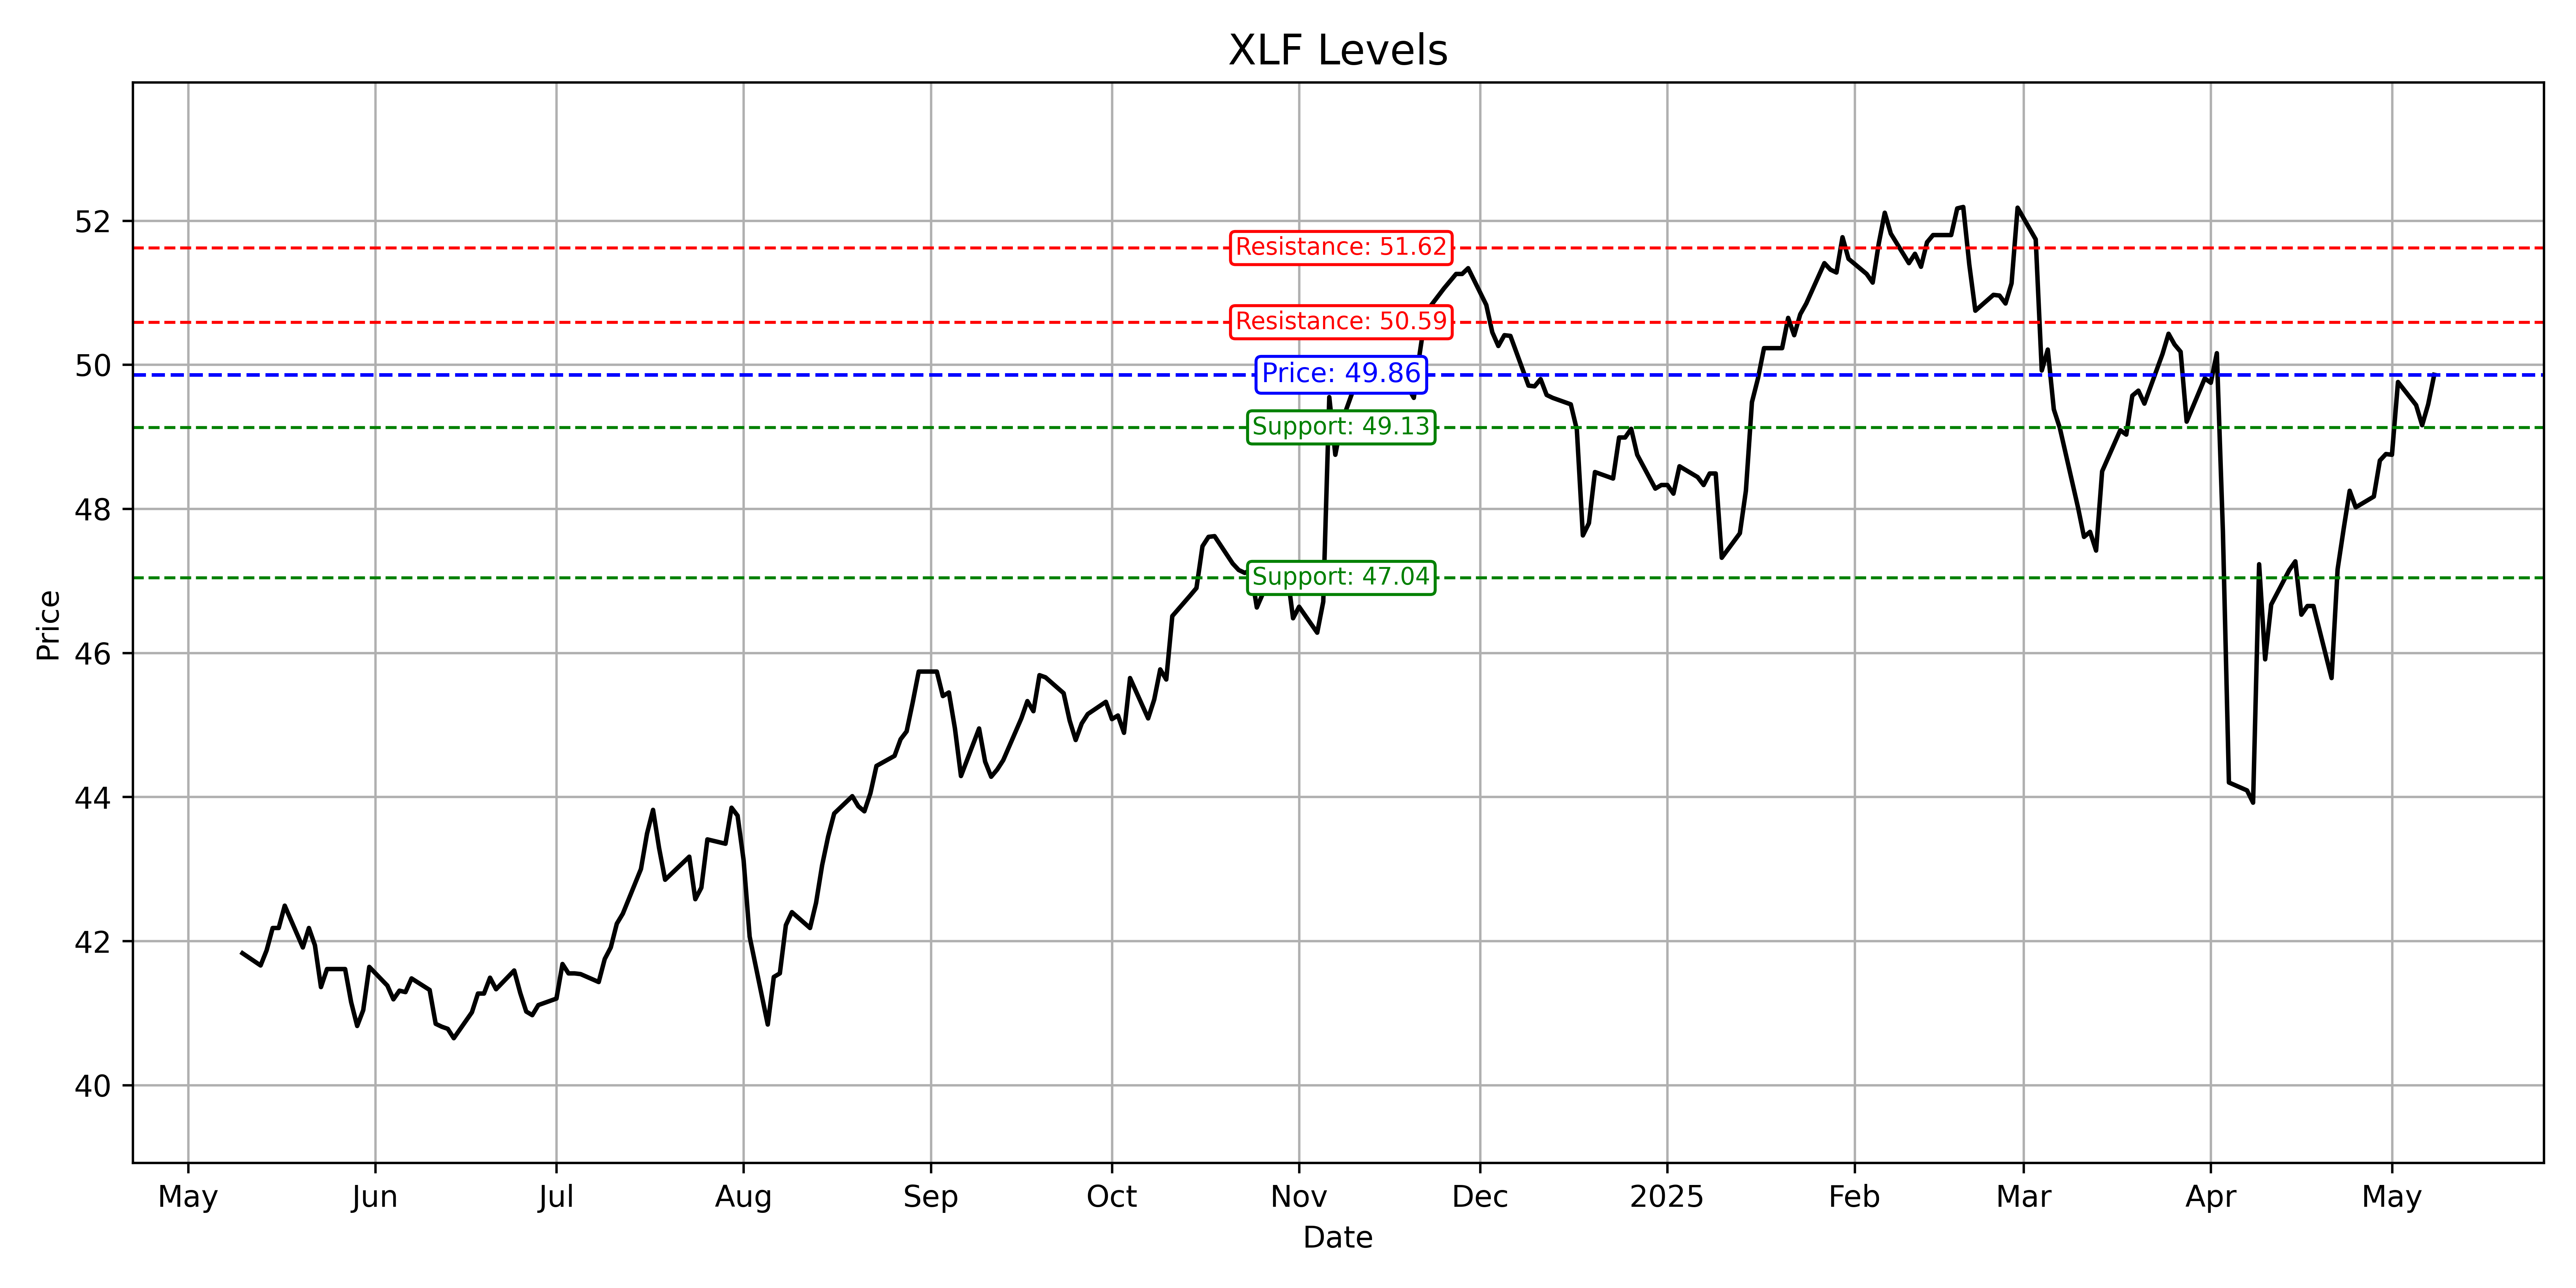 XLF Levels
52
50
48
46
44
42
40
Price
Resistance: 51.62
Resistance: 50.59
Price: 49.86
Support: 49.13
Support: 47.04
May Jun Jul Aug Sep Oct Nov Dec 2025 Feb Mar Apr May
Date